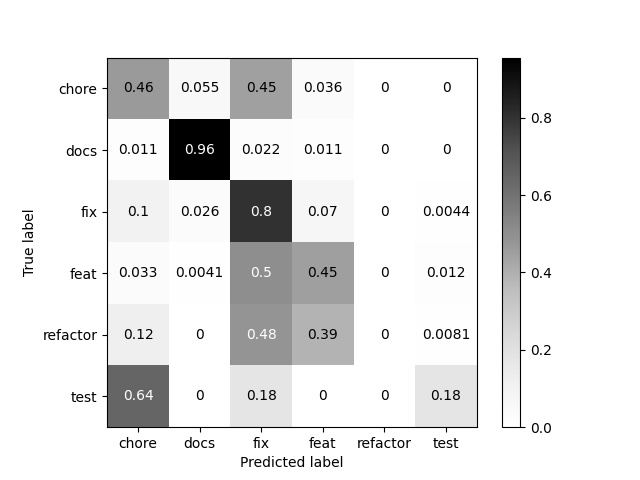 chore 0.46 0.055 0.45 0.036 0 0
docs 0.011 0.96 0.022 0.011 0 0
fix 0.1 0.026 0.8 0.07 0 0.0044
feat 0.033 0.0041 0.5 0.45 0 0.012
refactor 0.12 0 0.48 0.39 0 0.0081
test 0.64 0 0.18 0 0 0.18
chore docs fix feat refactor test
Predicted label
True label
0.8
0.6
0.4
0.2
0.0